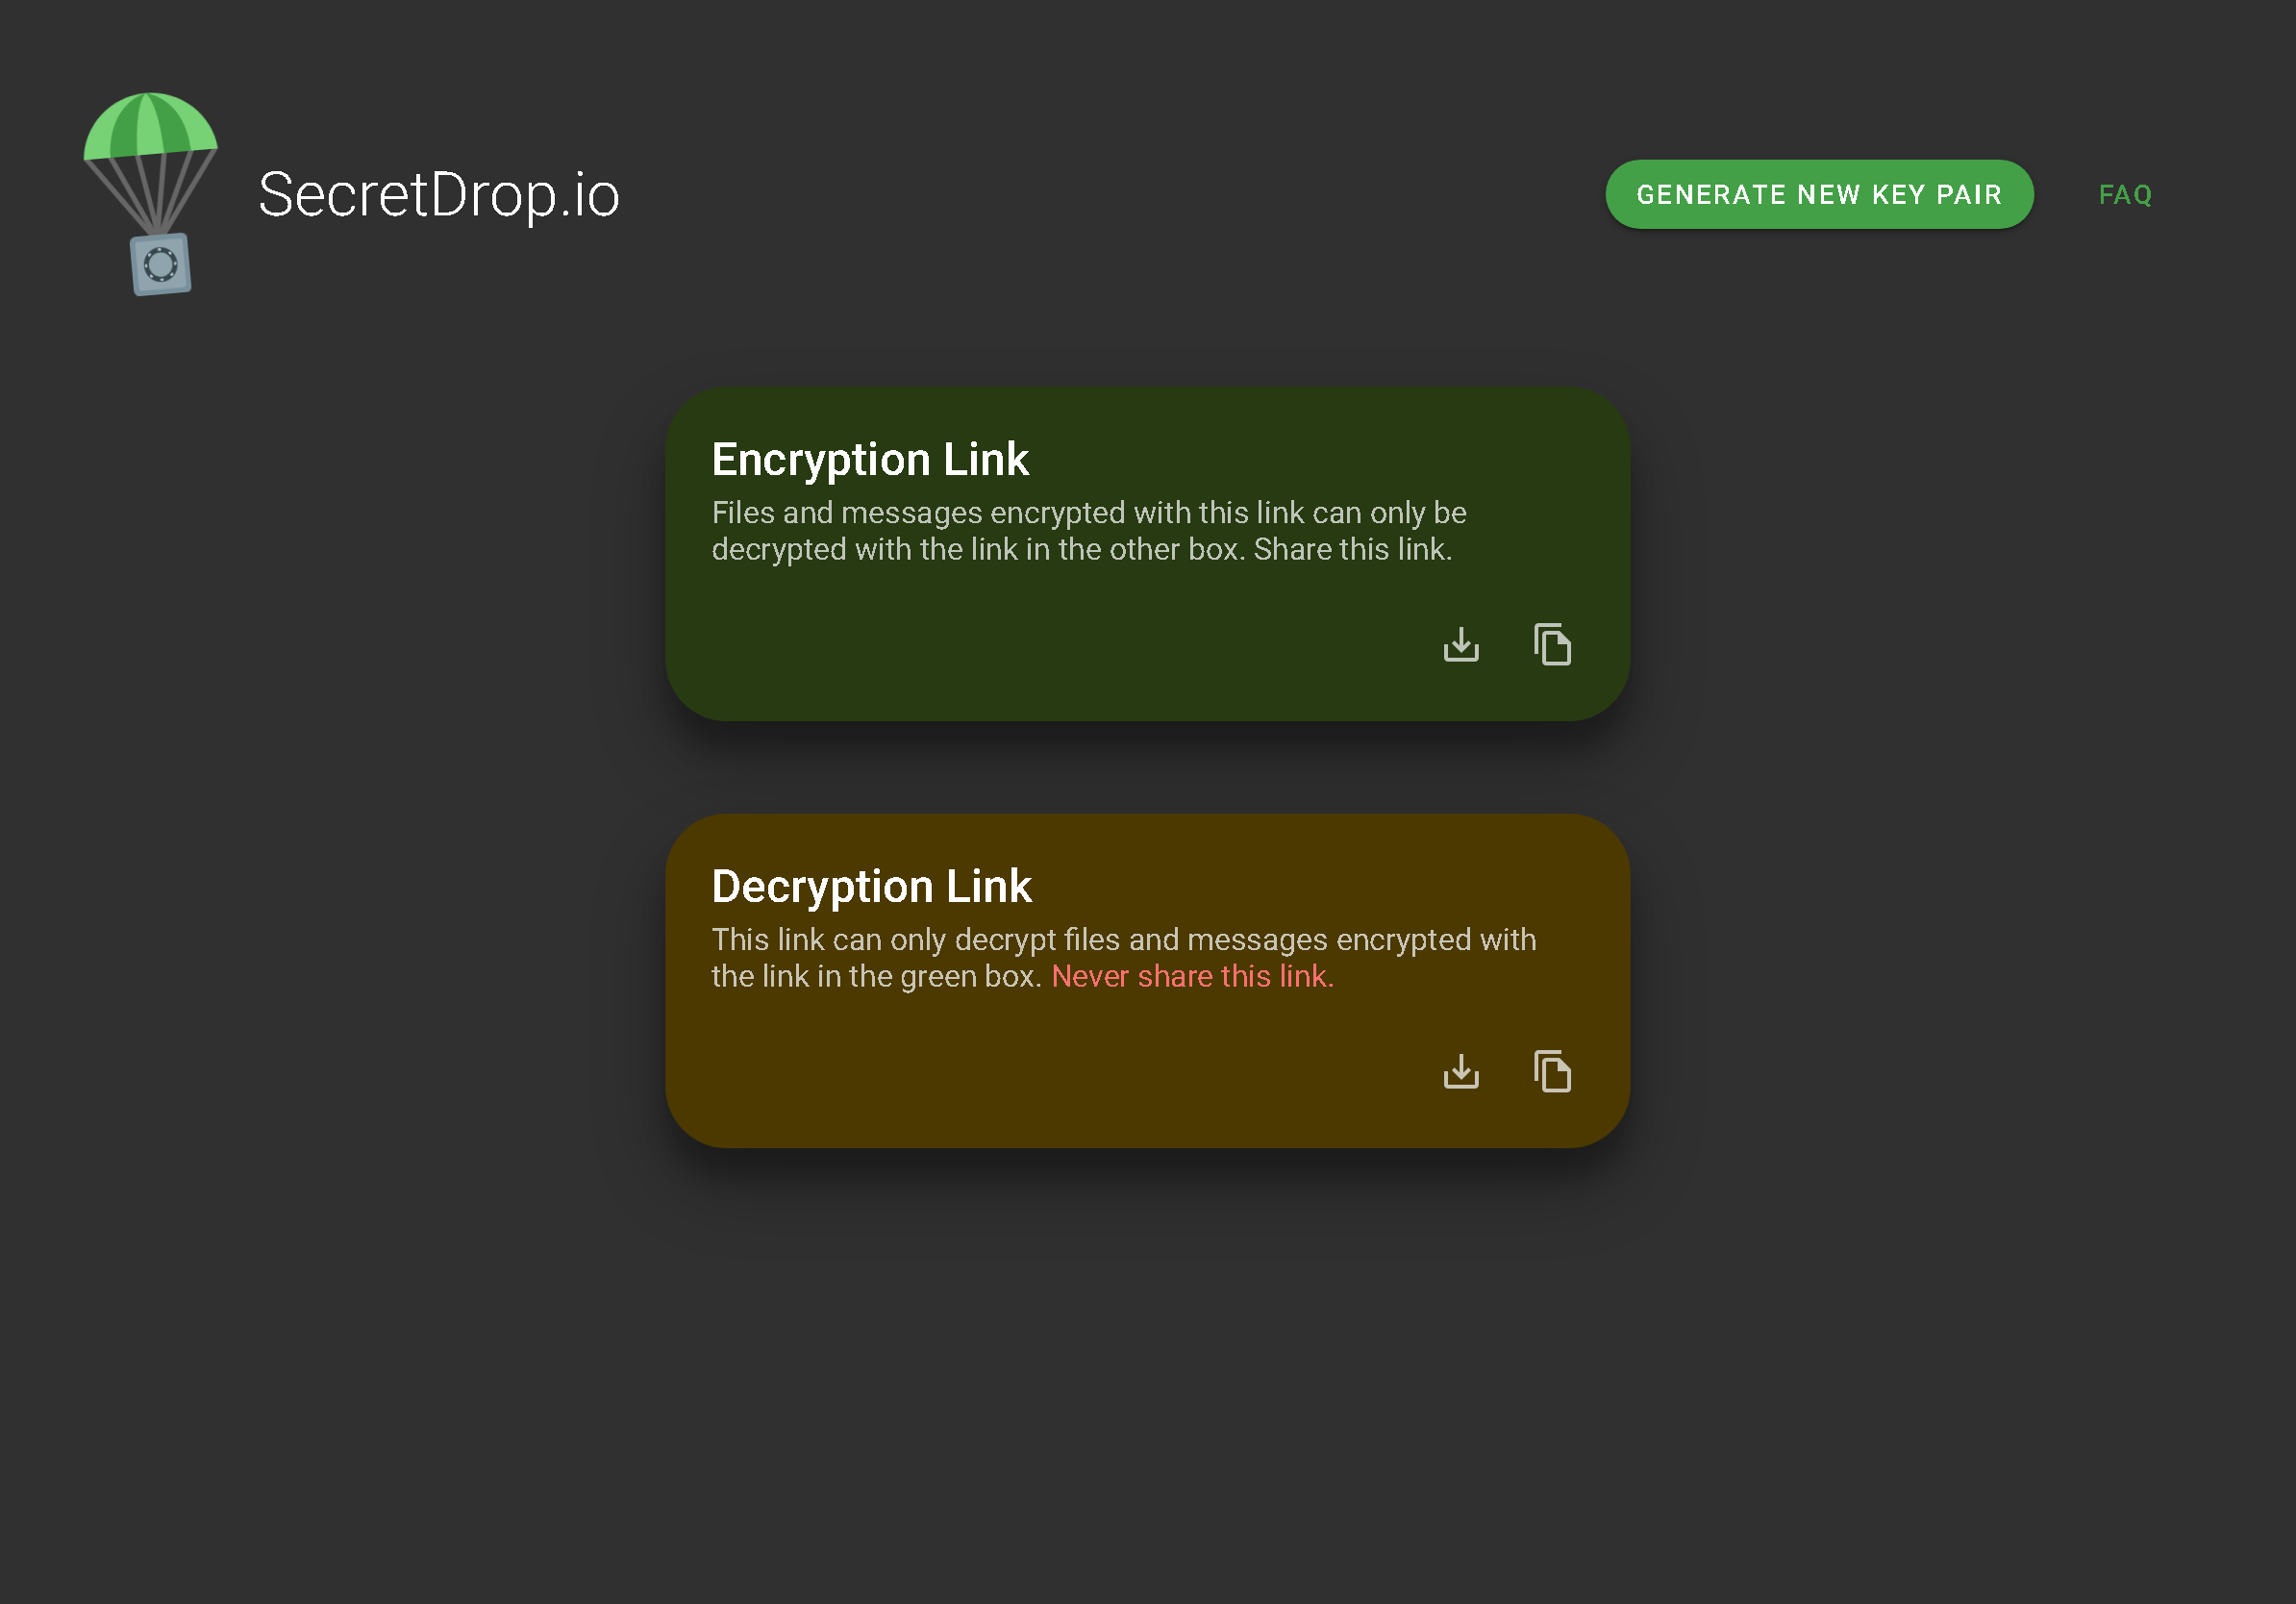 SecretDrop.io
GENERATE NEW KEY PAIR
FAQ
Encryption Link
Files and messages encrypted with this link can only be
decrypted with the link in the other box. Share this link.
Decryption Link
This link can only decrypt files and messages encrypted with
the link in the green box. Never share this link.